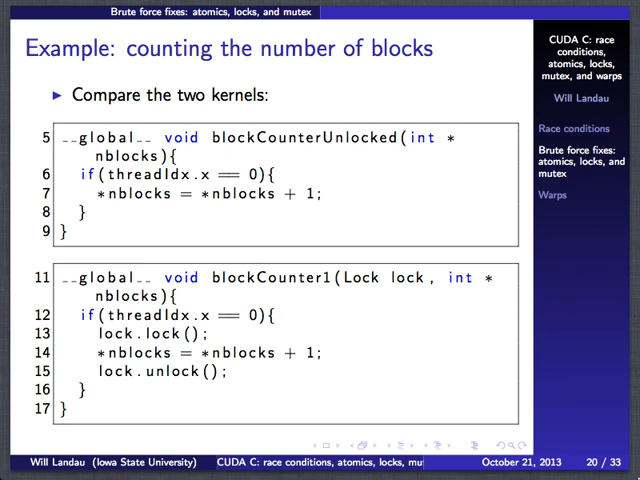 Brute force fixes: atomics, locks, and mutex
Example: counting the number of blocks
▶ Compare the two kernels:
5 __global__ void blockCounterUnlocked(int *
nblocks){
6 if(threadIdx.x == 0){
7 *nblocks = *nblocks + 1;
8 }
9 }
11 __global__ void blockCounter1(Lock lock, int *
nblocks){
12 if(threadIdx.x == 0){
13 lock.lock();
14 *nblocks = *nblocks + 1;
15 lock.unlock();
16 }
17 }
CUDA C: race
conditions,
atomics, locks,
mutex, and warps
Will Landau
Race conditions
Brute force fixes:
atomics, locks, and
mutex
Warps
Will Landau (Iowa State University)
CUDA C: race conditions, atomics, locks, mu
October 21, 2013
20 / 33